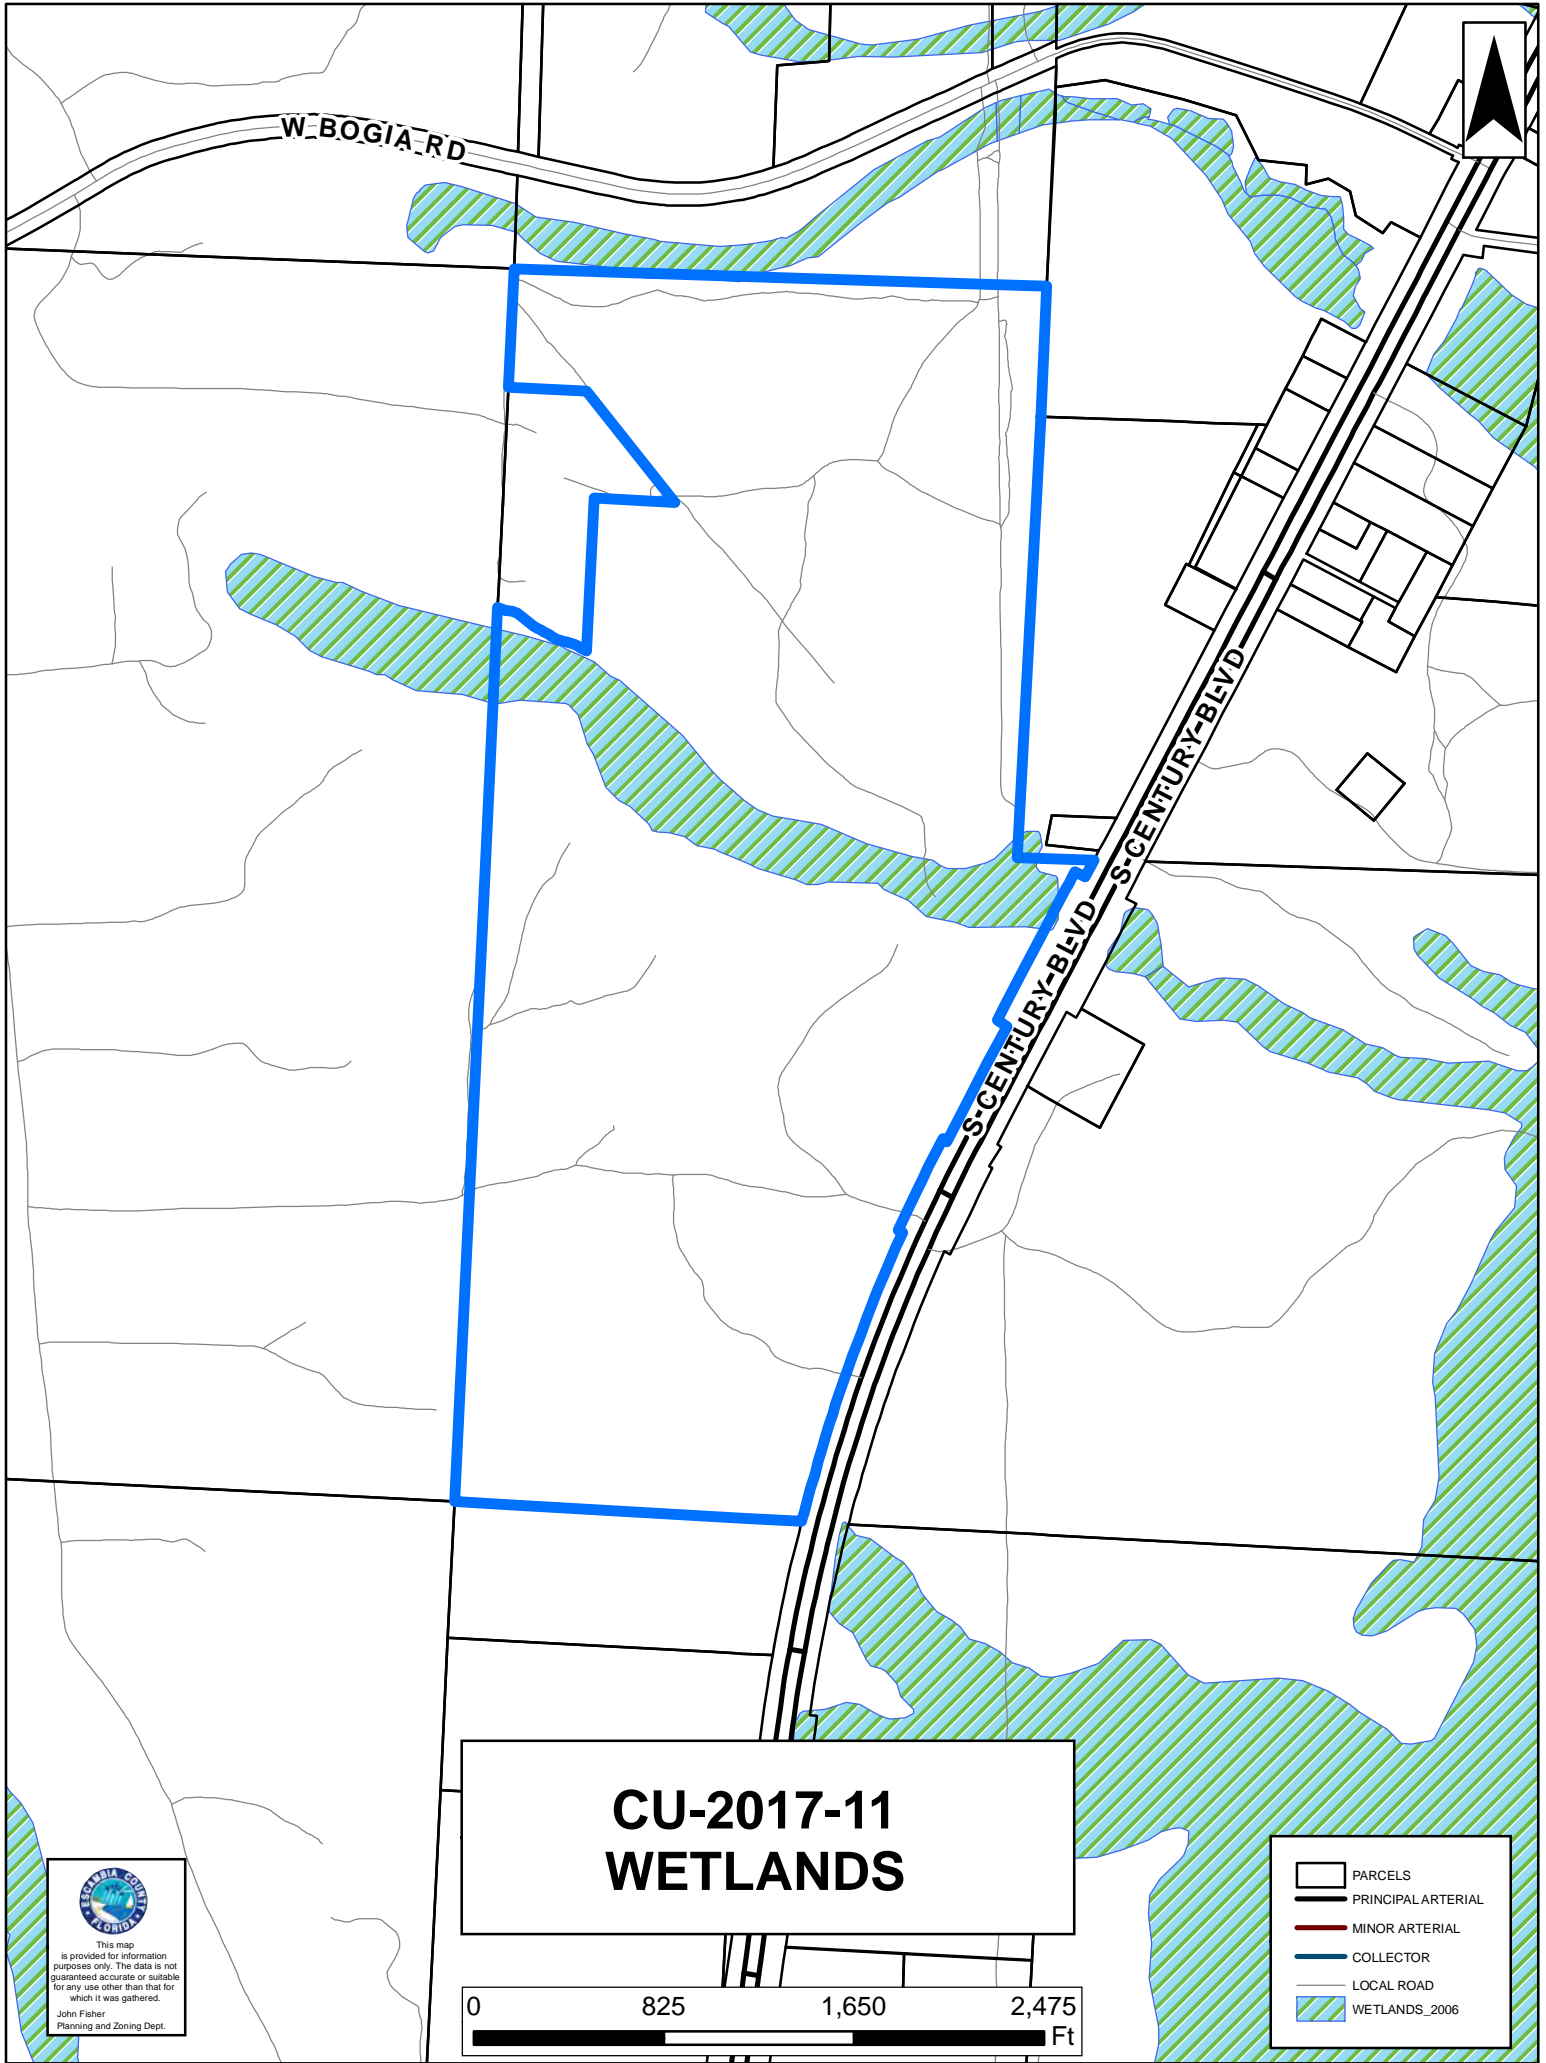 W BOGIA RD
S CENTURY BLVD
S CENTURY BLVD
CU-2017-11
WETLANDS
ESCAMBIA COUNTY
FLORIDA
This map
is provided for information
purposes only. The data is not
guaranteed accurate or suitable
for any use other than that for
which it was gathered.
John Fisher
Planning and Zoning Dept.
0 825 1,650 2,475
Ft
PARCELS
PRINCIPAL ARTERIAL
MINOR ARTERIAL
COLLECTOR
LOCAL ROAD
WETLANDS_2006